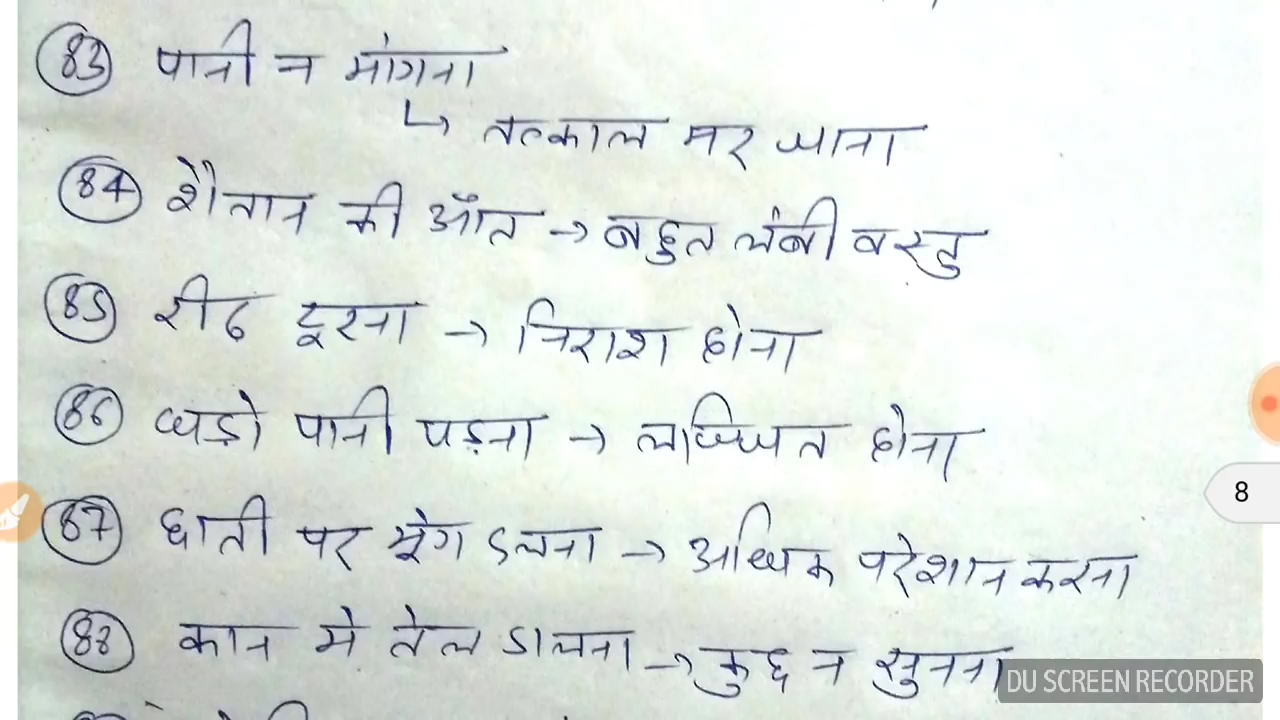 83 पानी न मांगना
↳ तत्काल मर जाना
84 शैतान की आँत → बहुत लंबी वस्तु
85 रीढ टूटना → निराश होना
86 घडो पानी पड़ना → लज्जित होना
87 छाती पर मूंग दलना → अधिक परेशान करना
8
88 कान मे तेल डालना → कुछ न सुनना
DU SCREEN RECORDER